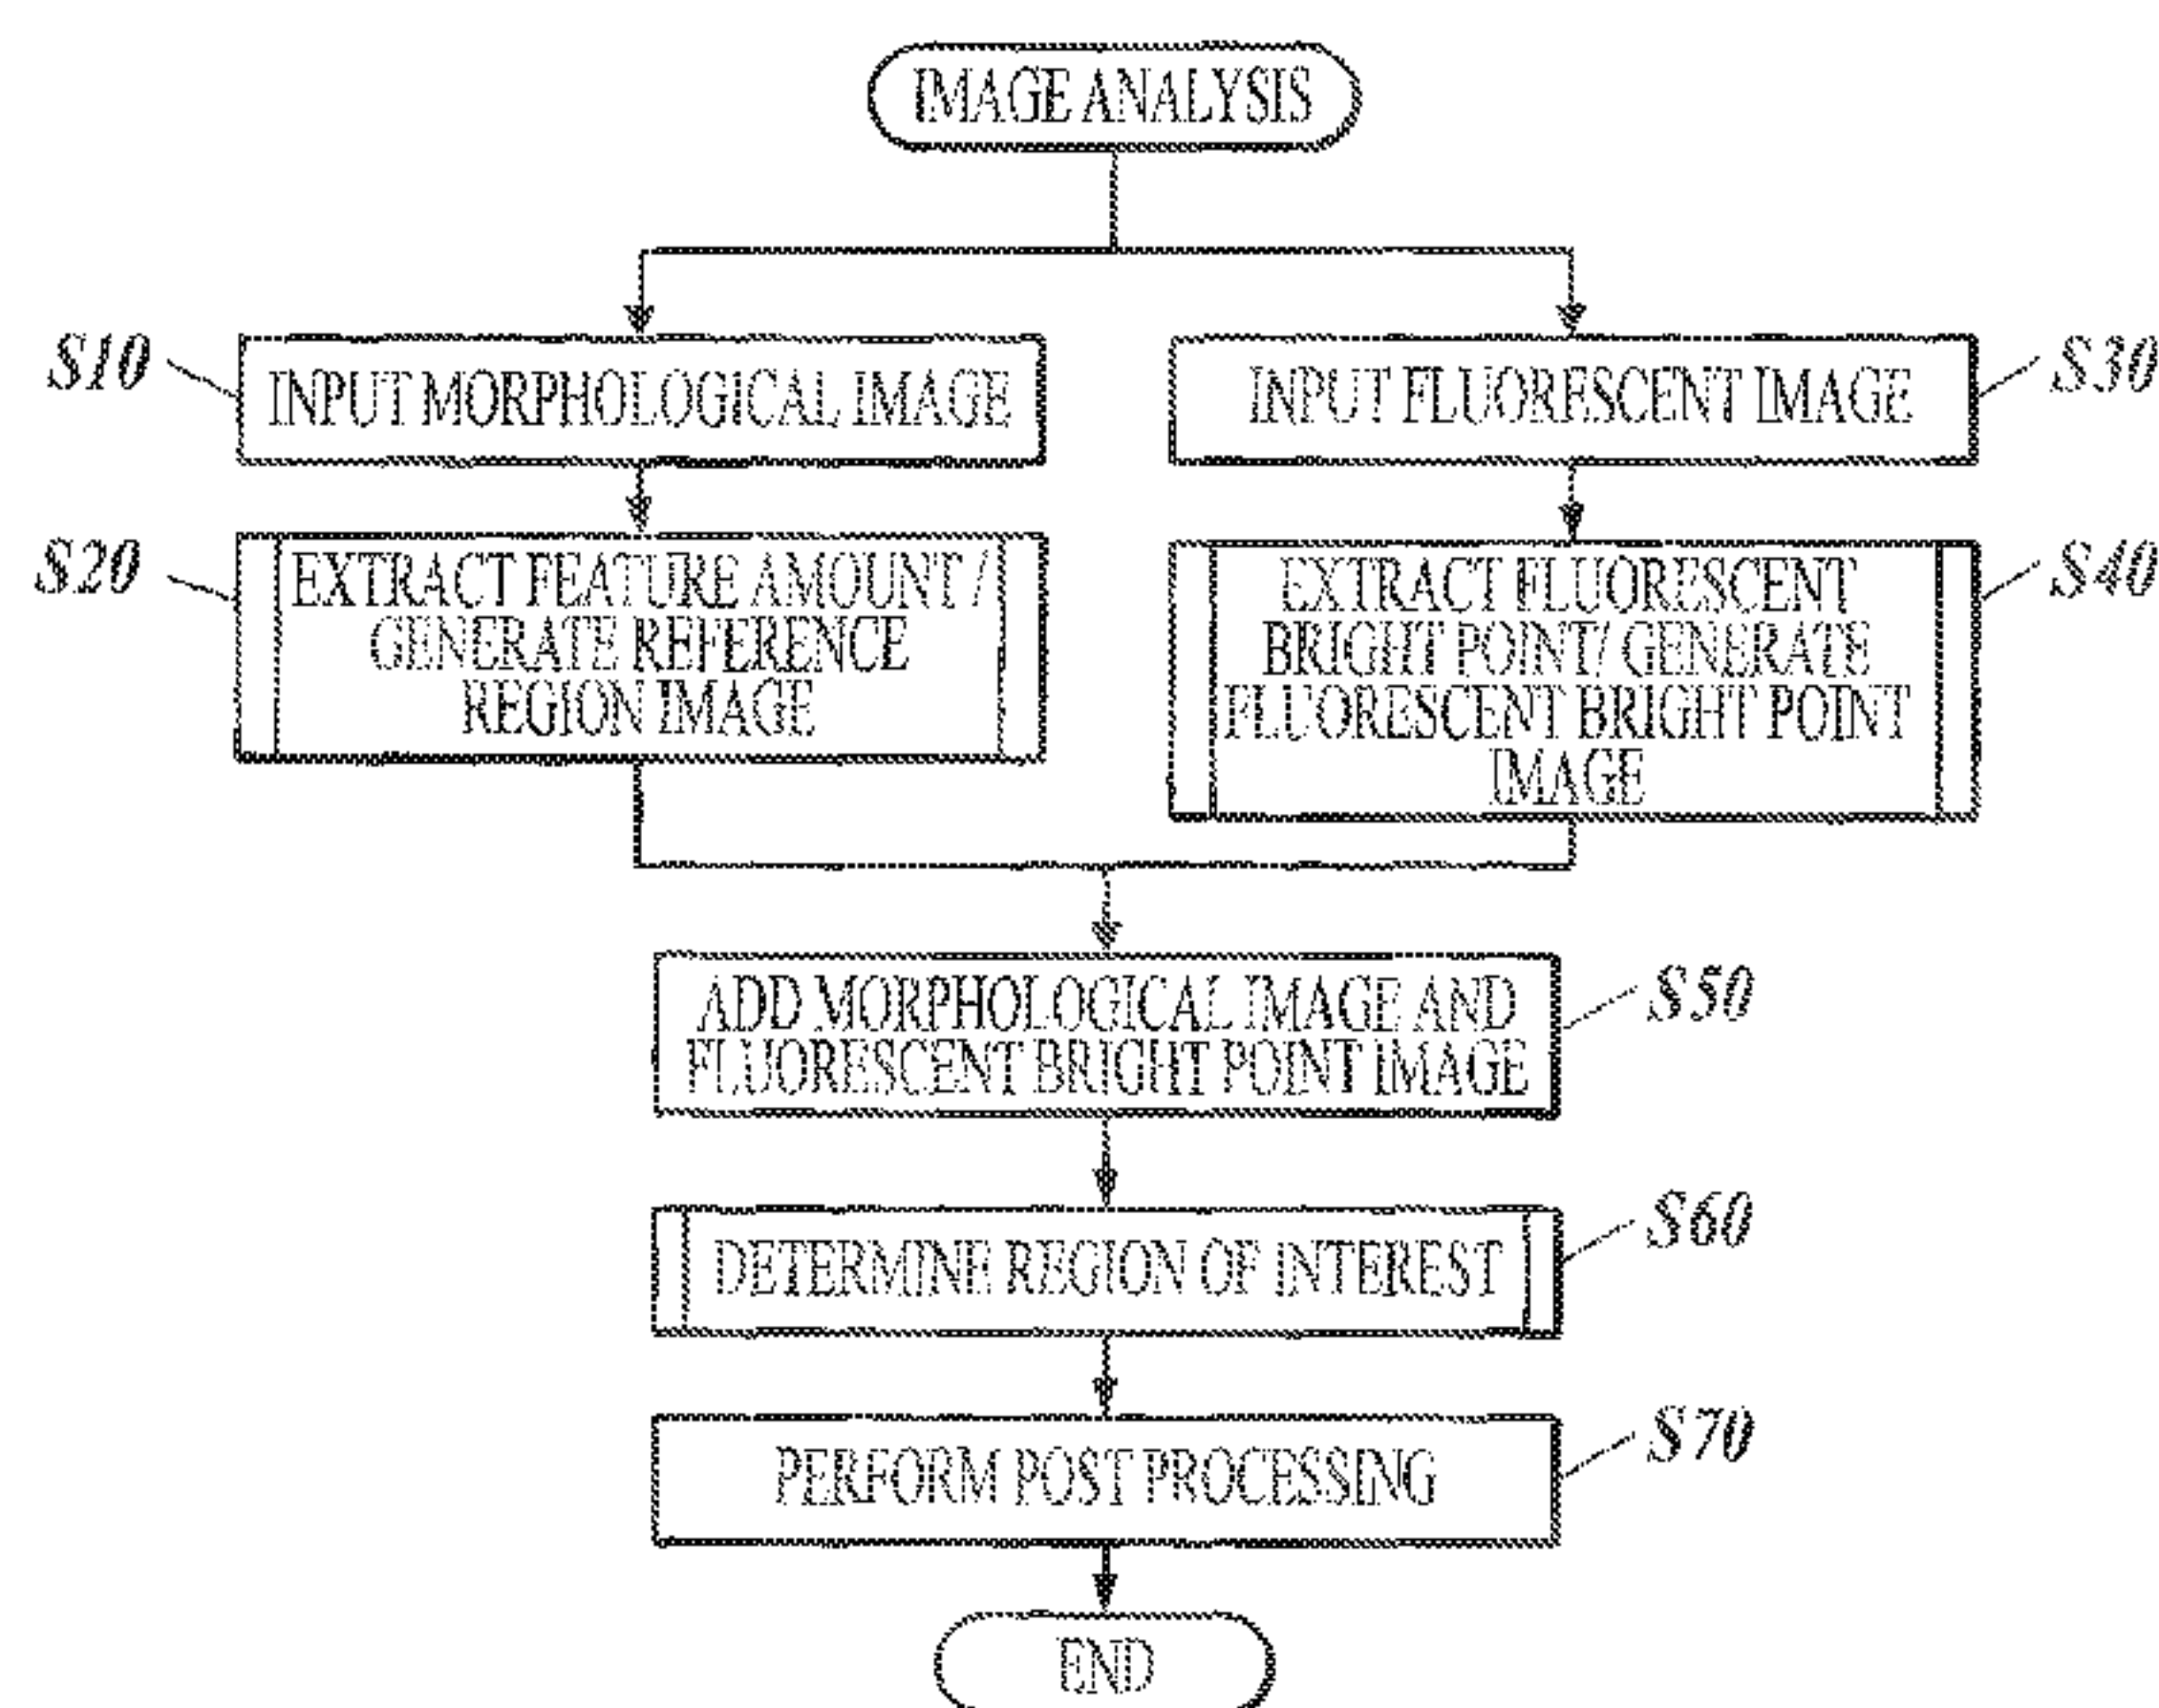 IMAGE ANALYSIS
S10
INPUT MORPHOLOGICAL IMAGE
INPUT FLUORESCENT IMAGE
S30
S20
EXTRACT FEATURE AMOUNT /
GENERATE REFERENCE
REGION IMAGE
EXTRACT FLUORESCENT
BRIGHT POINT/ GENERATE
FLUORESCENT BRIGHT POINT
IMAGE
S40
ADD MORPHOLOGICAL IMAGE AND
FLUORESCENT BRIGHT POINT IMAGE
S50
DETERMINE REGION OF INTEREST
S60
PERFORM POST PROCESSING
S70
END